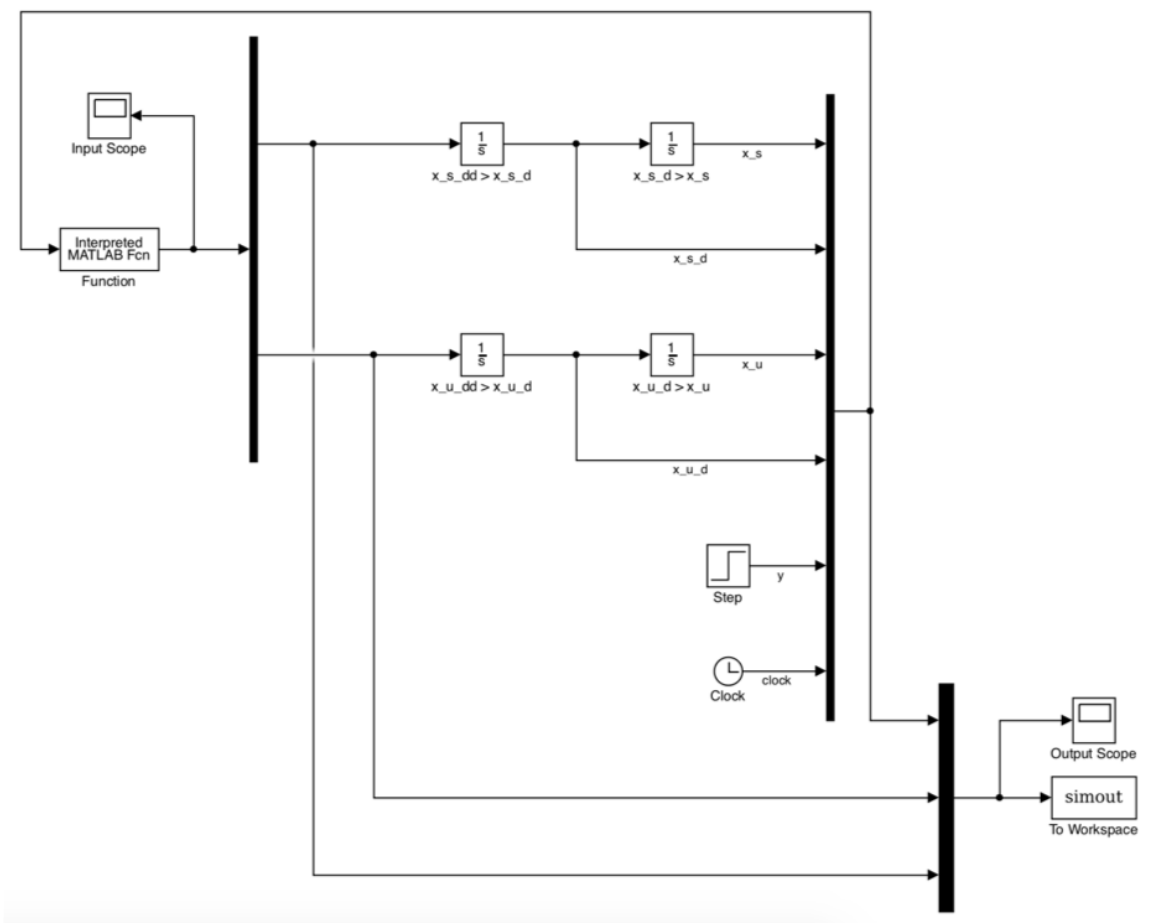 Input Scope
1
s
x_s_dd > x_s_d
1
s
x_s_d > x_s
x_s
Interpreted
MATLAB Fcn
Function
x_s_d
1
s
x_u_dd > x_u_d
1
s
x_u_d > x_u
x_u
x_u_d
y
Step
clock
Clock
Output Scope
simout
To Workspace